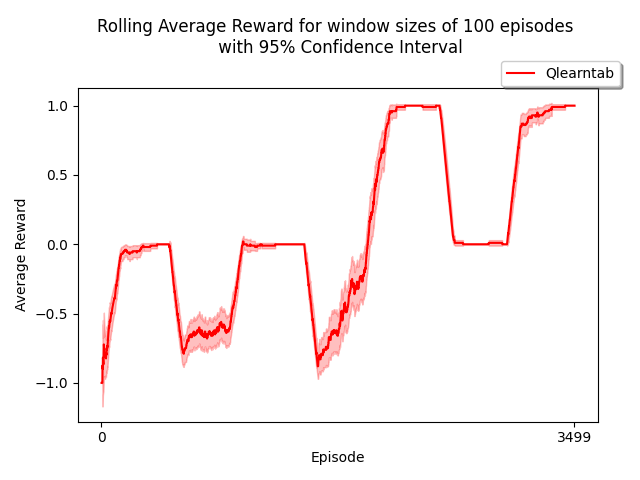 Rolling Average Reward for window sizes of 100 episodes
with 95% Confidence Interval
Qlearntab
1.0
0.5
0.0
−0.5
−1.0
Average Reward
0
3499
Episode